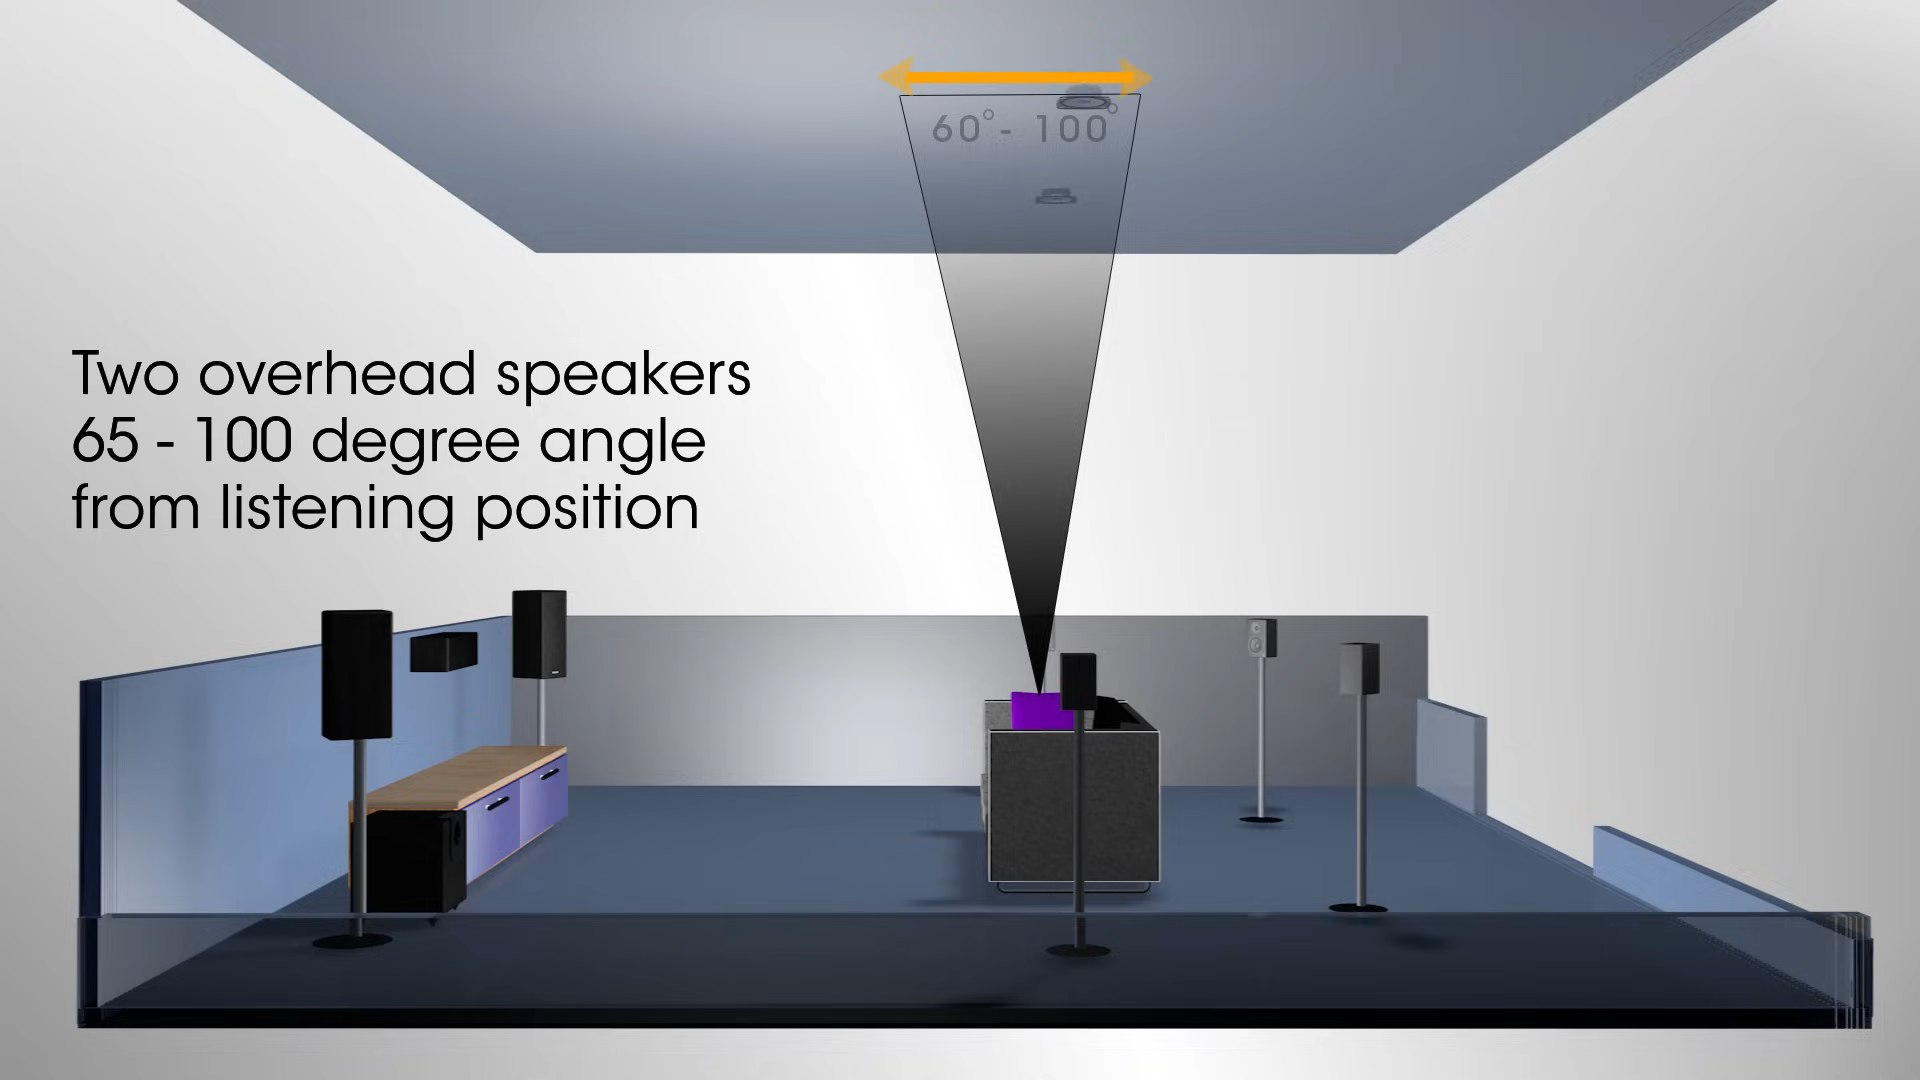 60°- 100°
Two overhead speakers
65 - 100 degree angle
from listening position